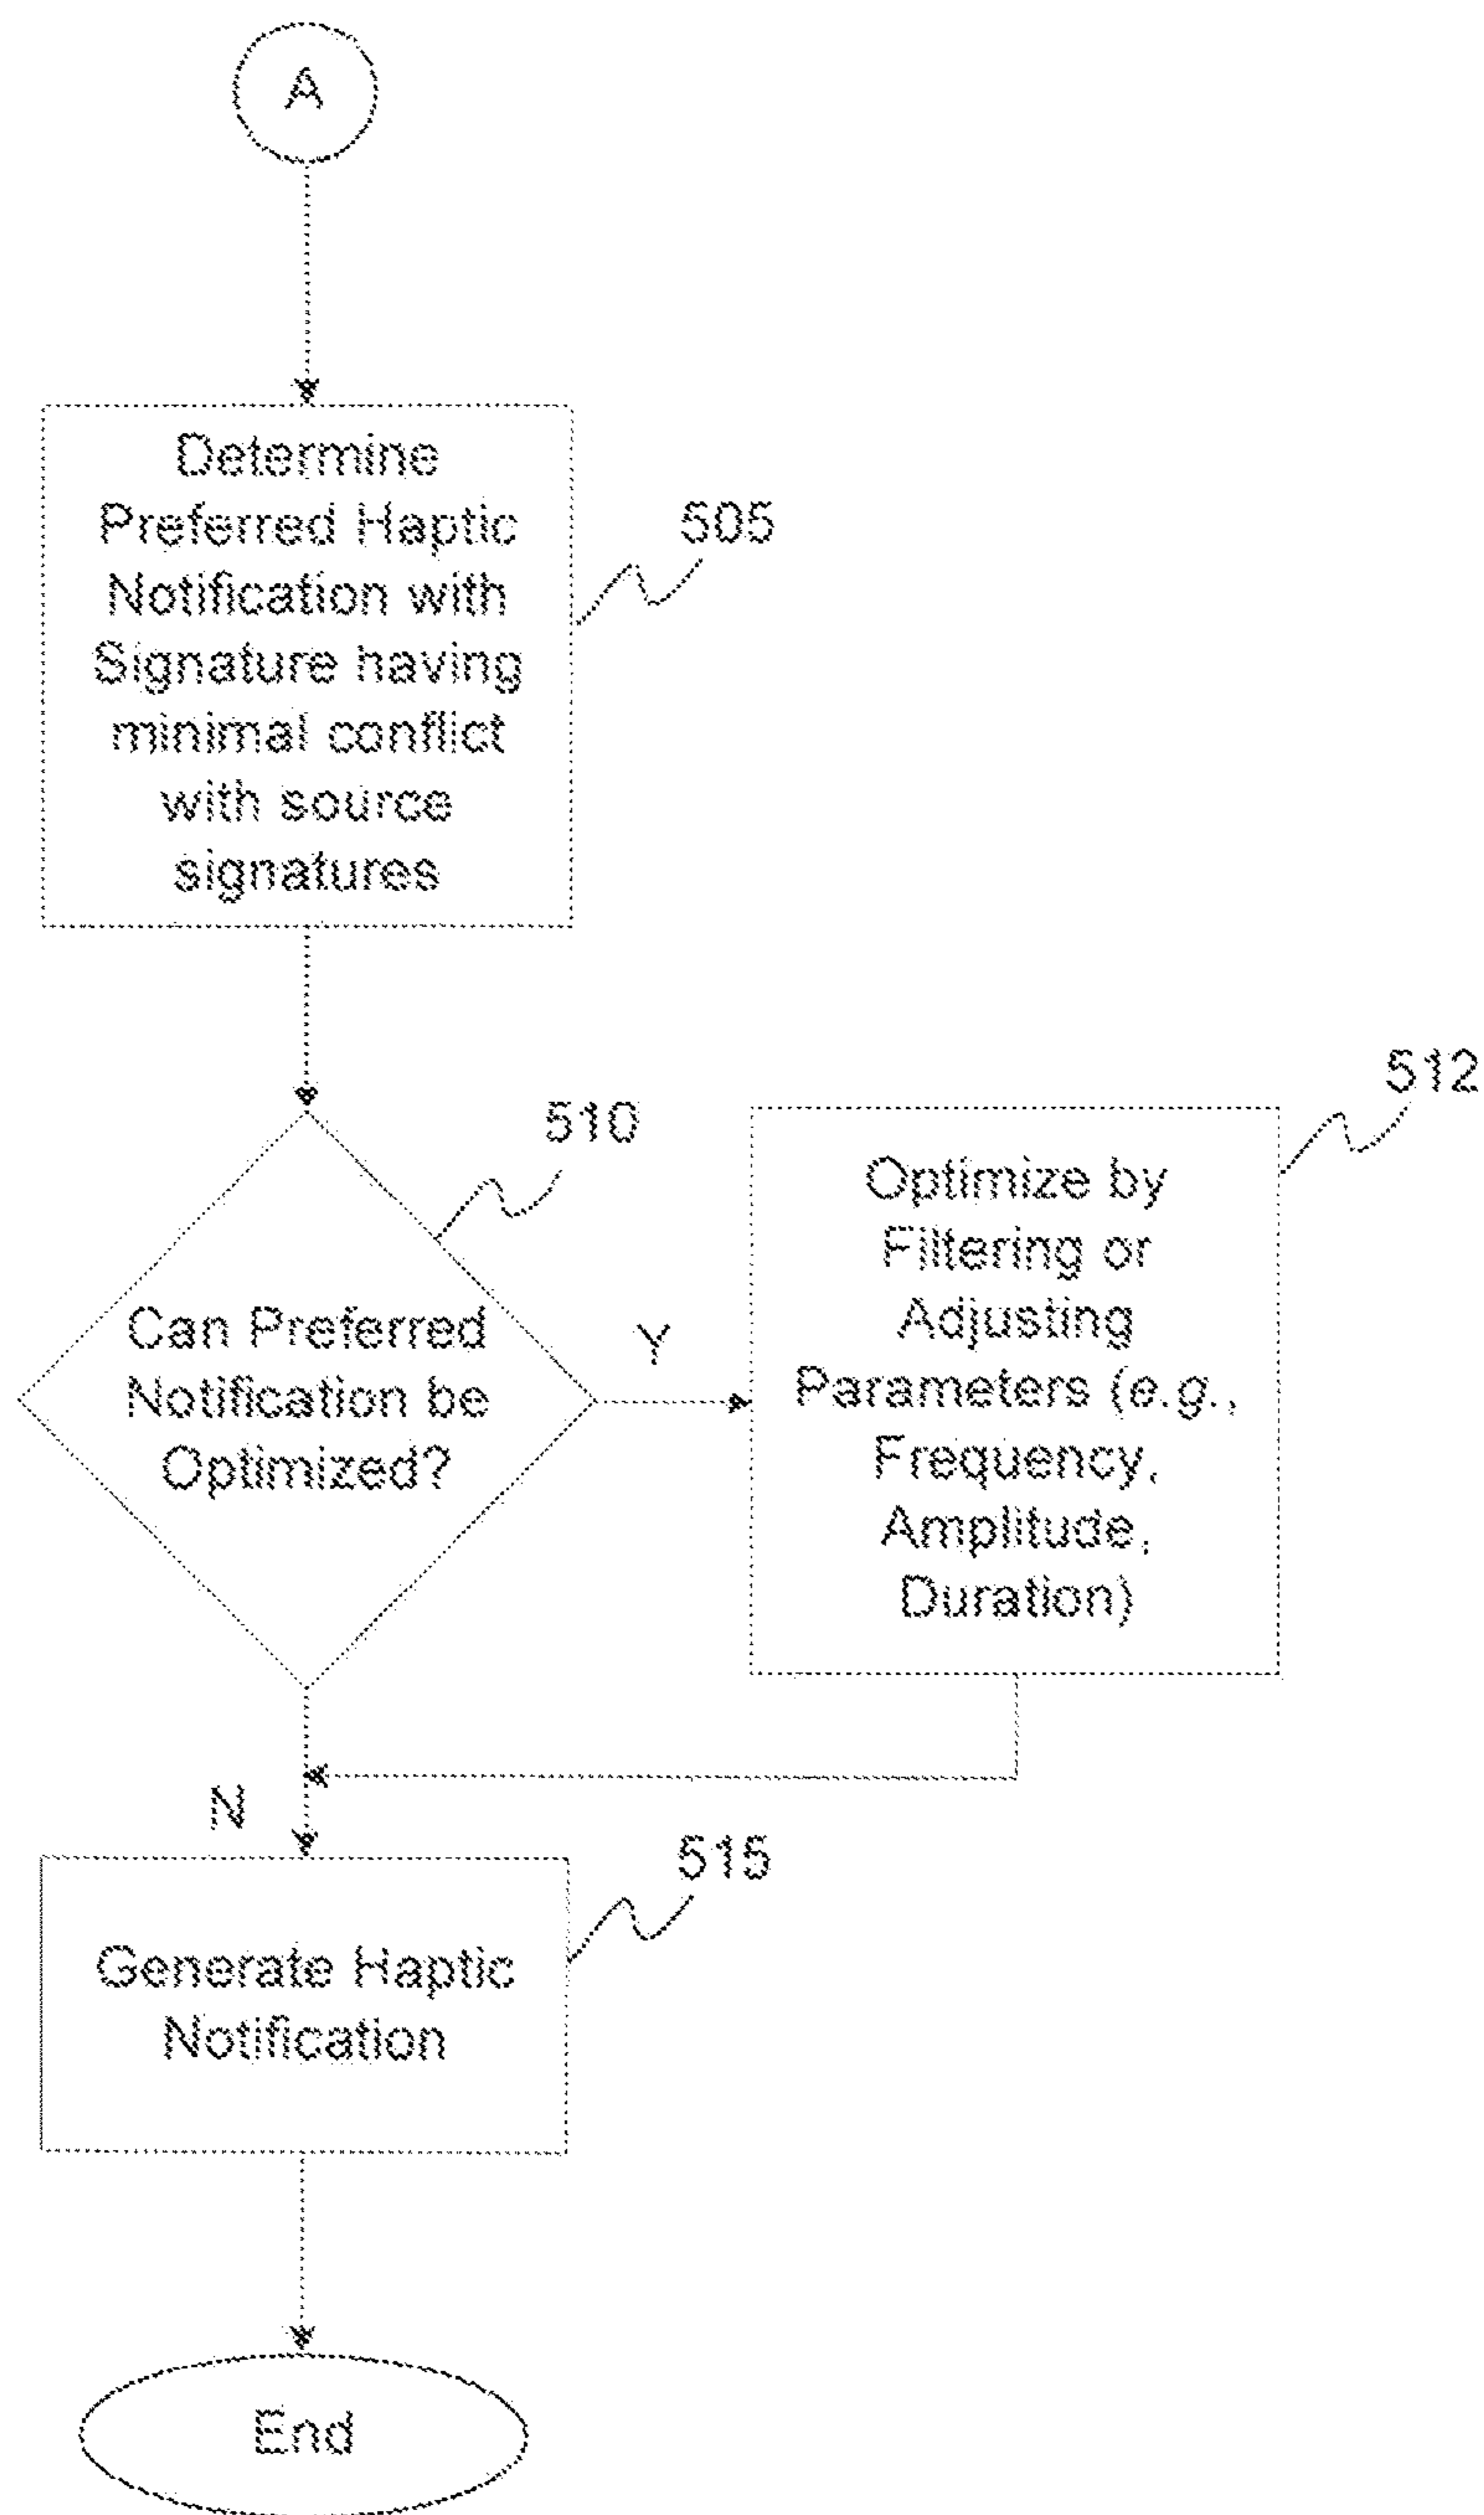 A
Determine
Preferred Haptic
Notification with
Signature having
minimal conflict
with source
signatures
505
510
Can Preferred
Notification be
Optimized?
Y
512
Optimize by
Filtering or
Adjusting
Parameters (e.g.,
Frequency,
Amplitude,
Duration)
N
515
Generate Haptic
Notification
End